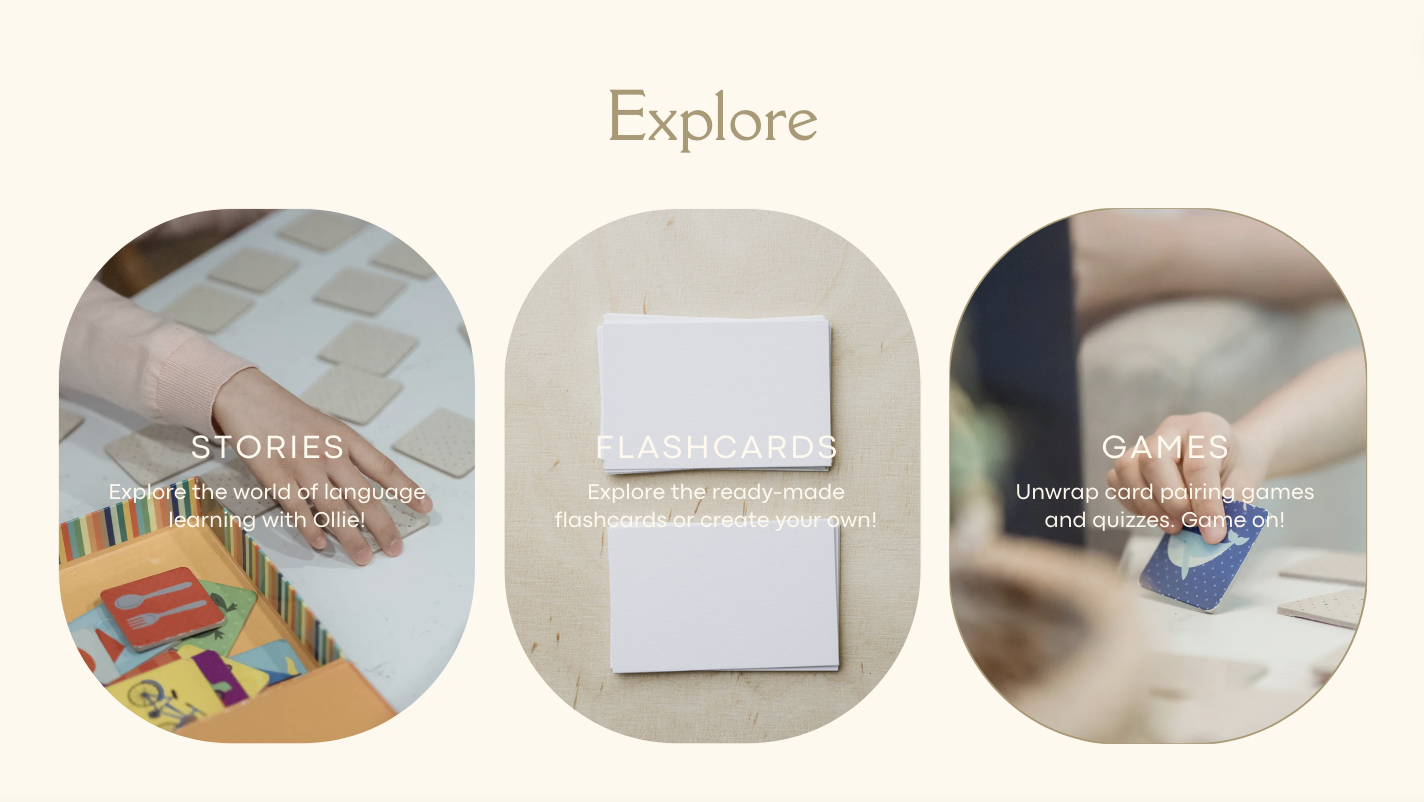 Explore
STORIES
Explore the world of language
learning with Ollie!
FLASHCARDS
Explore the ready-made
flashcards or create your own!
GAMES
Unwrap card pairing games
and quizzes. Game on!